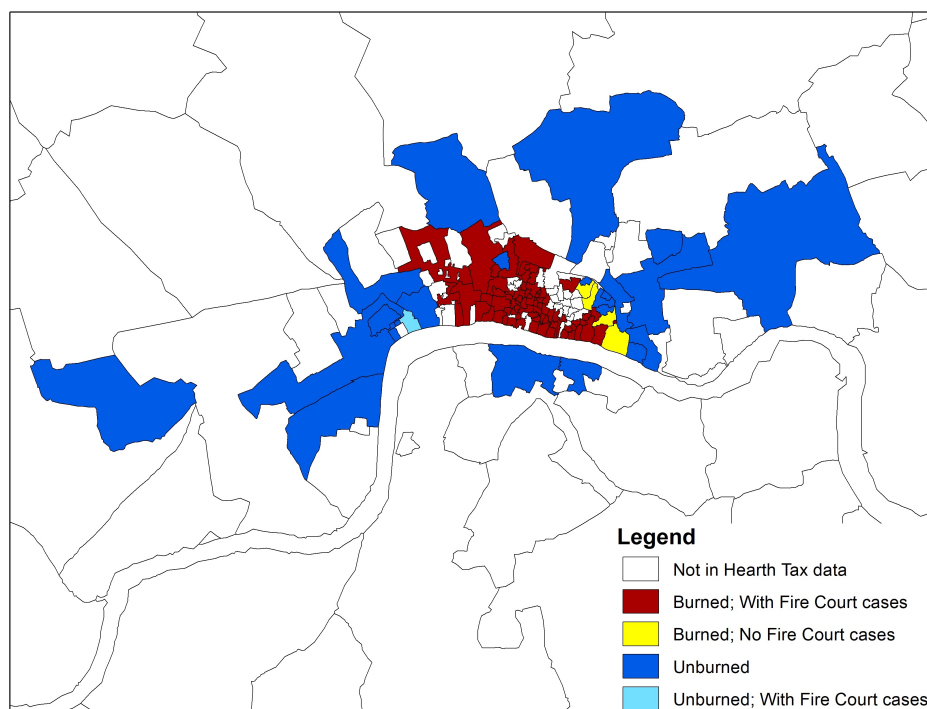 Legend
Not in Hearth Tax data
Burned; With Fire Court cases
Burned; No Fire Court cases
Unburned
Unburned; With Fire Court cases